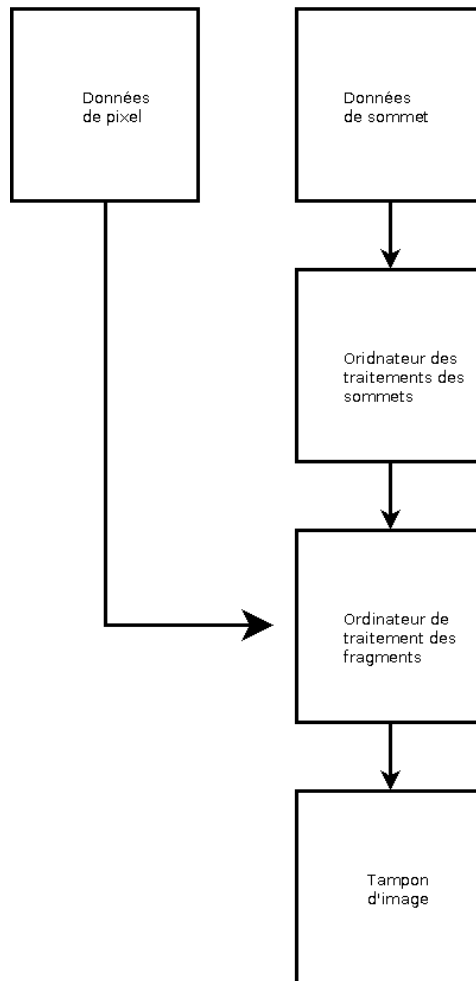 Données
de pixel
Données
de sommet
Oridnateur des
traitements des
sommets
Ordinateur de
traitement des
fragments
Tampon
d'image